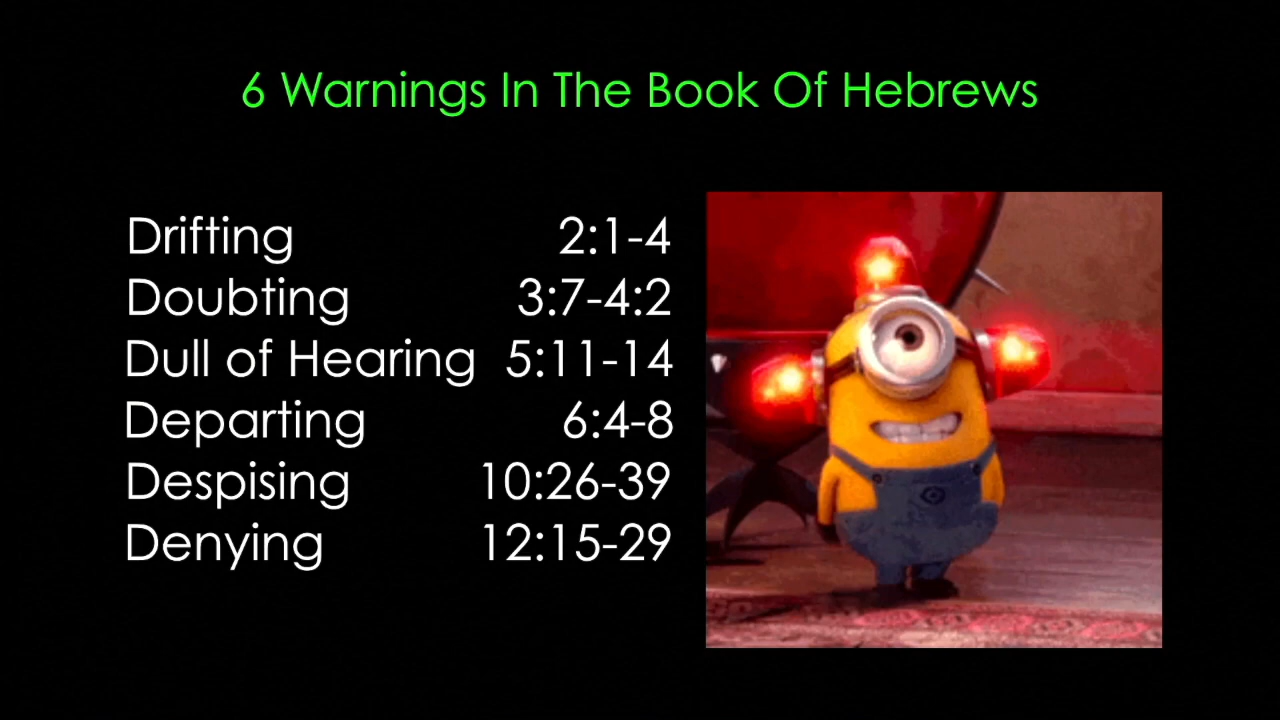 6 Warnings In The Book Of Hebrews
Drifting 2:1-4
Doubting 3:7-4:2
Dull of Hearing 5:11-14
Departing 6:4-8
Despising 10:26-39
Denying 12:15-29